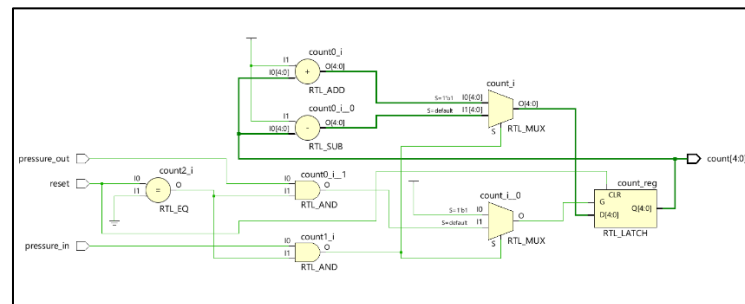 count0_i
I1
I0[4:0]
+
O[4:0]
RTL_ADD
count0_i__0
I1
I0[4:0]
-
O[4:0]
RTL_SUB
count_i
S=1'b1 I0[4:0]
S=default I1[4:0]
O[4:0]
S
RTL_MUX
pressure_out
reset
count2_i
I0
I1
=
O
RTL_EQ
count0_i__1
I0
I1
O
RTL_AND
pressure_in
count1_i
I0
I1
O
RTL_AND
count_i__0
S=1'b1 I0
S=default I1
O
S
RTL_MUX
count_reg
CLR
G
D[4:0]
Q[4:0]
RTL_LATCH
count[4:0]